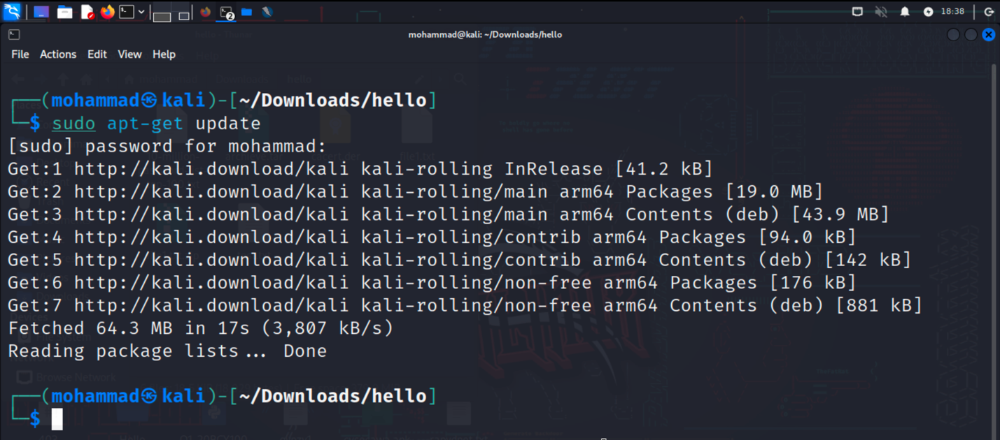 2
18:38
mohammad@kali: ~/Downloads/hello
File Actions Edit View Help
┌──(mohammad㉿kali)-[~/Downloads/hello]
└─$ sudo apt-get update
[sudo] password for mohammad:
Get:1 http://kali.download/kali kali-rolling InRelease [41.2 kB]
Get:2 http://kali.download/kali kali-rolling/main arm64 Packages [19.0 MB]
Get:3 http://kali.download/kali kali-rolling/main arm64 Contents (deb) [43.9 MB]
Get:4 http://kali.download/kali kali-rolling/contrib arm64 Packages [94.0 kB]
Get:5 http://kali.download/kali kali-rolling/contrib arm64 Contents (deb) [142 kB]
Get:6 http://kali.download/kali kali-rolling/non-free arm64 Packages [176 kB]
Get:7 http://kali.download/kali kali-rolling/non-free arm64 Contents (deb) [881 kB]
Fetched 64.3 MB in 17s (3,807 kB/s)
Reading package lists... Done
Browse Network
┌──(mohammad㉿kali)-[~/Downloads/hello]
└─$